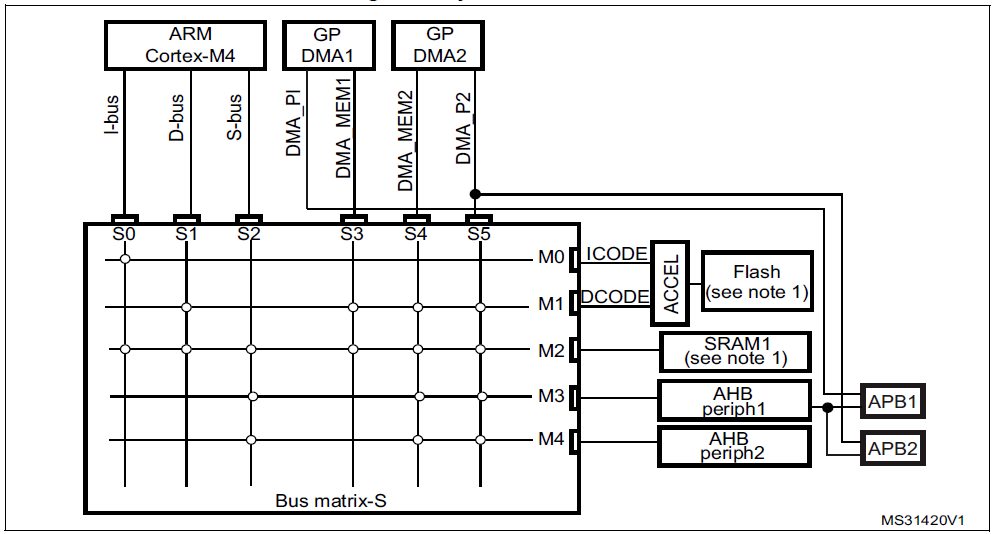 ARM
Cortex-M4
GP
DMA1
GP
DMA2
I-bus
D-bus
S-bus
DMA_PI
DMA_MEM1
DMA_MEM2
DMA_P2
S0 S1 S2 S3 S4 S5
M0
ICODE
M1
DCODE
ACCEL
Flash
(see note 1)
M2
SRAM1
(see note 1)
M3
AHB
periph1
APB1
M4
AHB
periph2
APB2
Bus matrix-S
MS31420V1